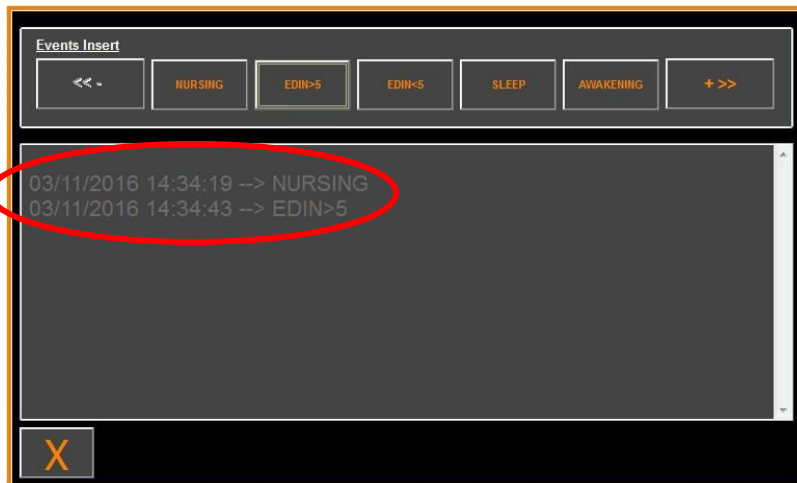 Events Insert
<< - NURSING EDIN>5 EDIN<5 SLEEP AWAKENING + >>
03/11/2016 14:34:19 --> NURSING
03/11/2016 14:34:43 --> EDIN>5
X